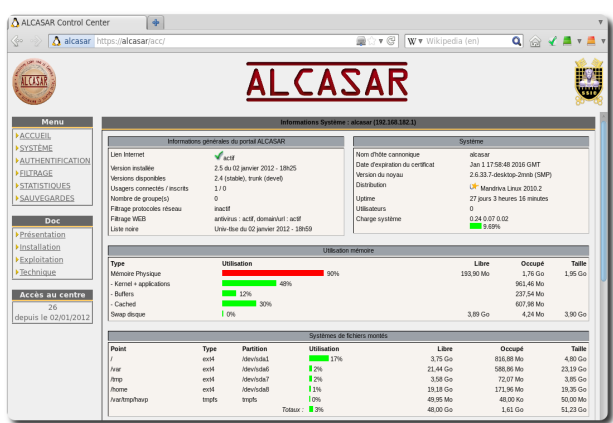 ALCASAR Control Center
alcasar https://alcasar/acc/
W Wikipedia (en)
ALCASAR
ALCASAR
SSIC
Menu
ACCUEIL
SYSTÈME
AUTHENTIFICATION
FILTRAGE
STATISTIQUES
SAUVEGARDES
Doc
Présentation
Installation
Exploitation
Technique
Accès au centre
26
depuis le 02/01/2012
Informations Système : alcasar (192.168.182.1)
Informations générales du portail ALCASAR
Lien Internet actif
Version installée 2.5 du 02 janvier 2012 - 18h25
Versions disponibles 2.4 (stable), trunk (devel)
Usagers connectés / inscrits 1 / 0
Nombre de groupe(s) 0
Filtrage protocoles réseau inactif
Filtrage WEB antivirus : actif, domain/url : actif
Liste noire Univ-tlse du 02 janvier 2012 - 18h59
Système
Nom d'hôte cannonique alcasar
Date d'expiration du certificat Jan 1 17:58:48 2016 GMT
Version du noyau 2.6.33.7-desktop-2mnb (SMP)
Distribution Mandriva Linux 2010.2
Uptime 27 jours 3 heures 16 minutes
Utilisateurs 0
Charge système 0.24 0.07 0.02
9.69%
Utilisation mémoire
Type Utilisation Libre Occupé Taille
Mémoire Physique 90% 193,90 Mo 1,76 Go 1,95 Go
- Kernel + applications 48% 961,46 Mo
- Buffers 12% 237,54 Mo
- Cached 30% 607,98 Mo
Swap disque 0% 3,89 Go 4,24 Mo 3,90 Go
Systèmes de fichiers montés
Point Type Partition Utilisation Libre Occupé Taille
/ ext4 /dev/sda1 17% 3,75 Go 816,88 Mo 4,80 Go
/var ext4 /dev/sda6 2% 21,44 Go 588,86 Mo 23,19 Go
/tmp ext4 /dev/sda7 2% 3,58 Go 72,07 Mo 3,85 Go
/home ext4 /dev/sda8 1% 19,18 Go 171,96 Mo 19,35 Go
/var/tmp/havp tmpfs tmpfs 0% 49,95 Mo 48,00 Ko 50,00 Mo
Totaux : 3% 48,00 Go 1,61 Go 51,23 Go